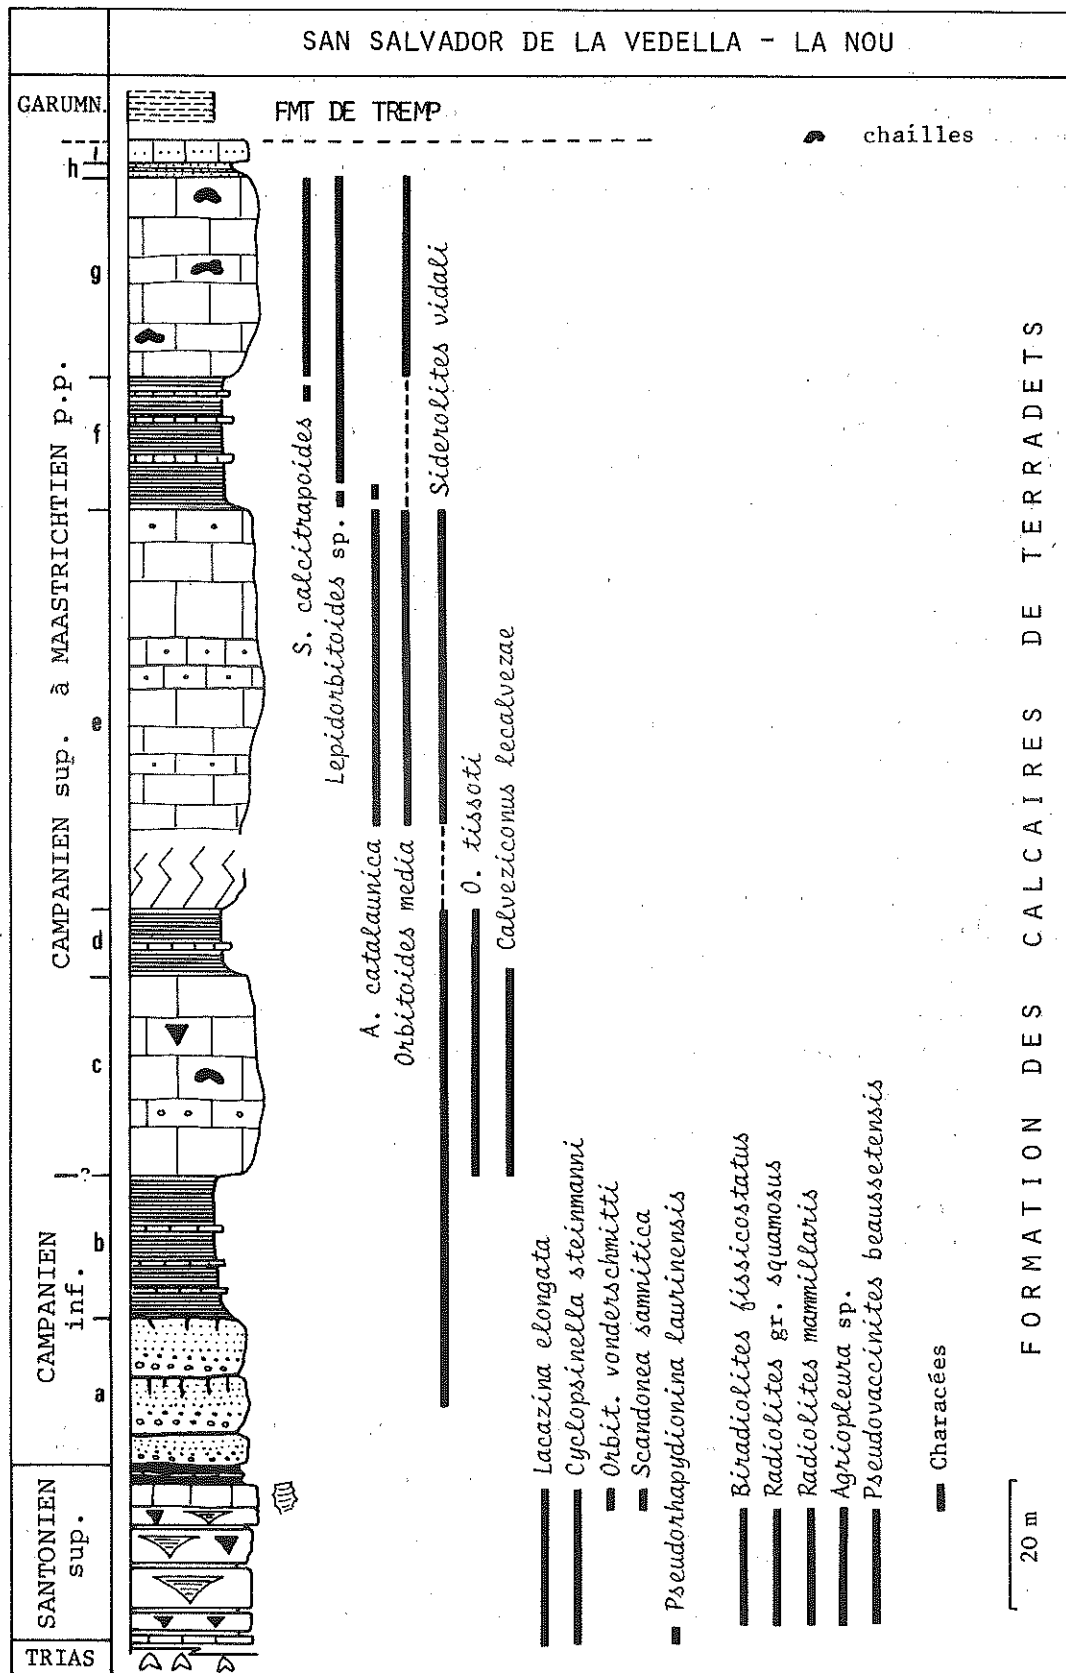 SAN SALVADOR DE LA VEDELLA - LA NOU
GARUMN.
FMT DE TREMP
chailles
i
h
g
f
e
d
c
?
b
a
CAMPANIEN sup. à MAASTRICHTIEN p.p.
CAMPANIEN
inf.
SANTONIEN
sup.
TRIAS
S. calcitrapoides
Lepidorbitoides sp.
A. catalaunica
Orbitoides media
Siderolites vidali
O. tissoti
Calveziconus lecalvezae
Lacazina elongata
Cyclopsinella steinmanni
Orbit. vonderschmitti
Scandonea samnitica
Pseudorhapydionina laurinensis
Biradiolites fissicostatus
Radiolites gr. squamosus
Radiolites mammillaris
Agriopleura sp.
Pseudovaccinites beaussetensis
Characées
20 m
FORMATION DES CALCAIRES DE TERRADETS